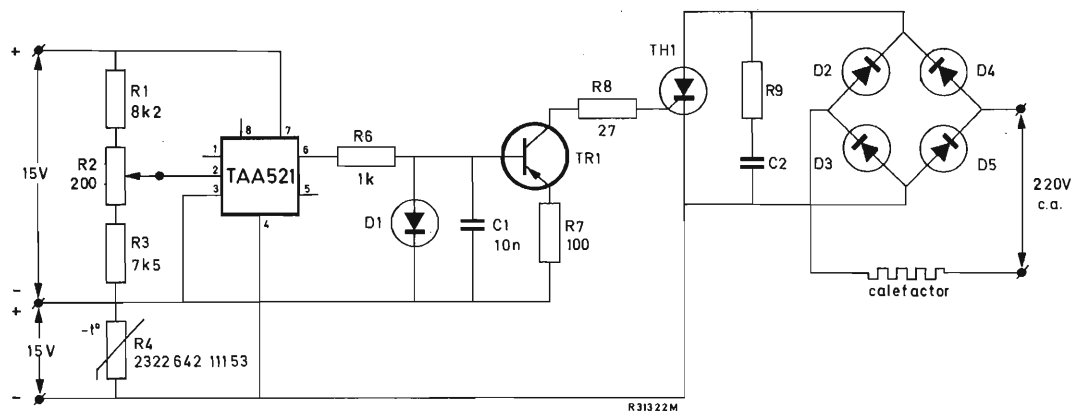 +
15V
-
+
15V
-
R1
8k2
R2
200
R3
7k5
-t°
R4
2322 642 11153
8
7
1
2
3
6
5
4
TAA521
R6
1k
D1
C1
10n
TR1
R7
100
R8
27
TH1
R9
C2
D2
D4
D3
D5
220V
c.a.
calefactor
R31322M